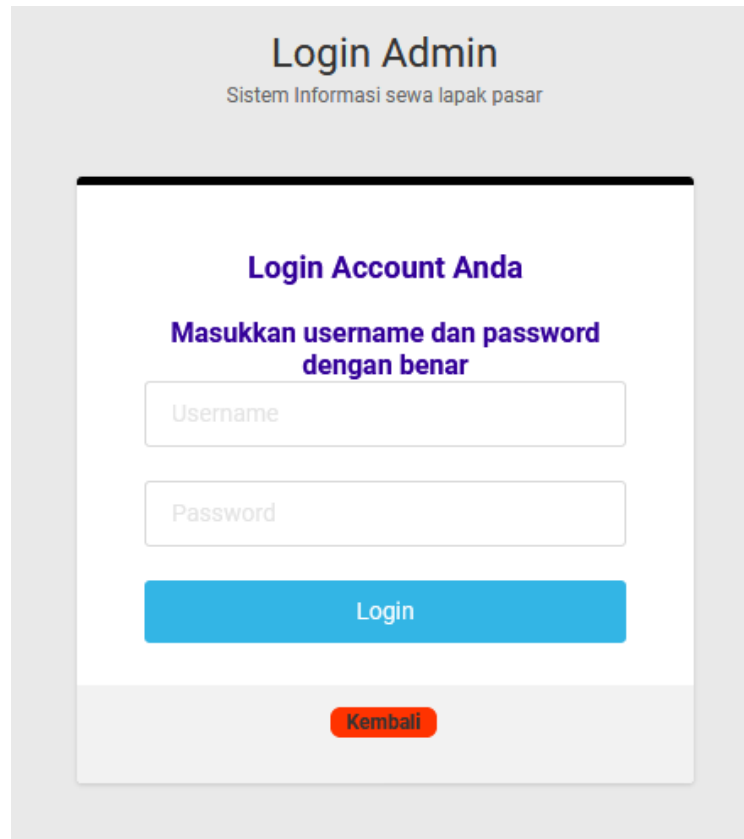 Login Admin
Sistem Informasi sewa lapak pasar
Login Account Anda
Masukkan username dan password
dengan benar
Username
Password
Login
Kembali